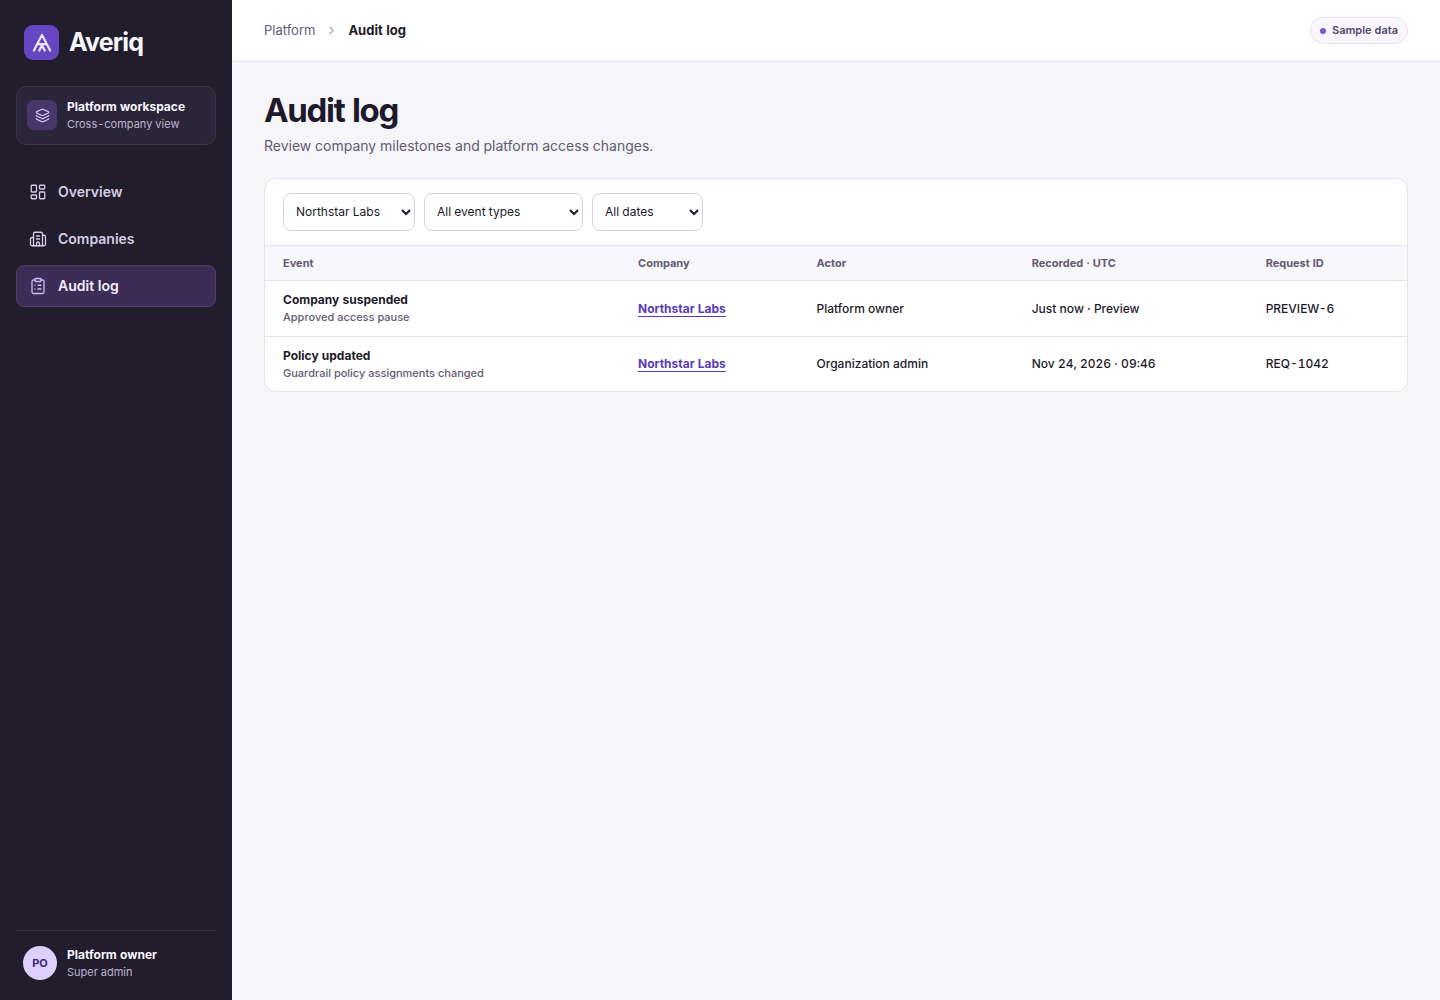 Averiq
Platform workspace
Cross-company view
Overview
Companies
Audit log
PO
Platform owner
Super admin
Platform > Audit log
Sample data
Audit log
Review company milestones and platform access changes.
Northstar Labs All event types All dates
Event Company Actor Recorded · UTC Request ID
Company suspended
Approved access pause
Northstar Labs Platform owner Just now · Preview PREVIEW-6
Policy updated
Guardrail policy assignments changed
Northstar Labs Organization admin Nov 24, 2026 · 09:46 REQ-1042